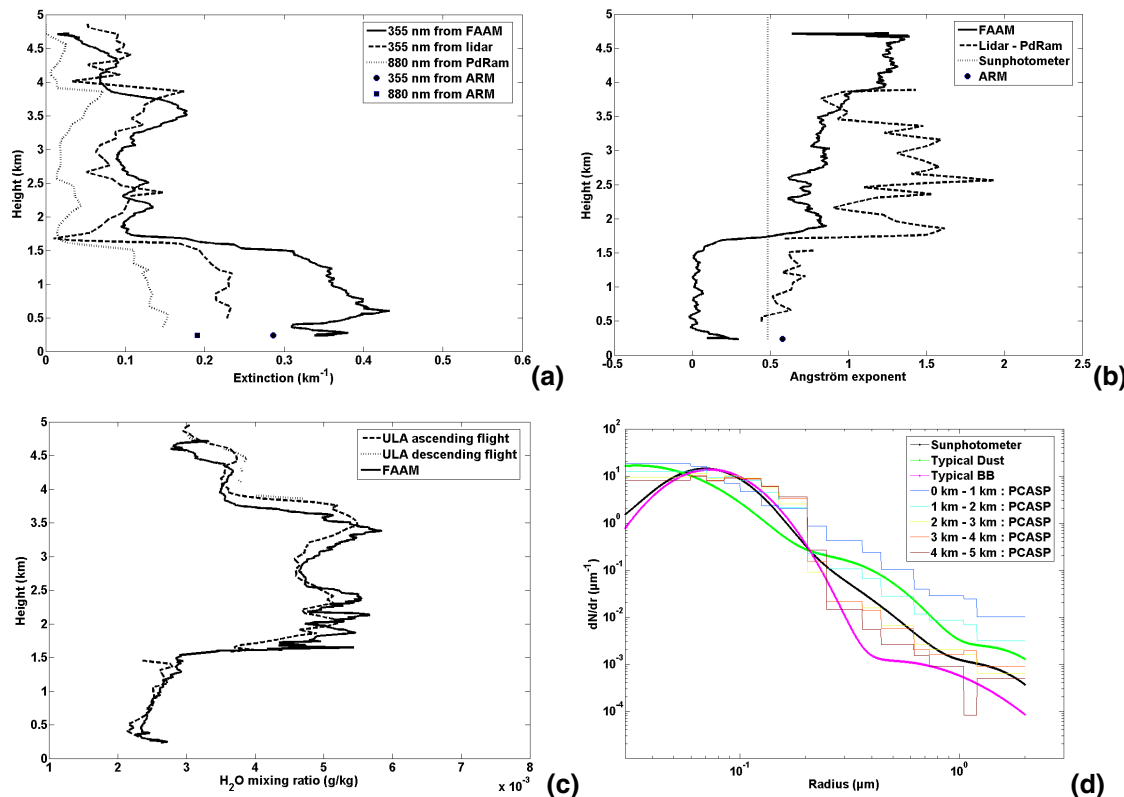 5
4.5
4
3.5
3
2.5
2
1.5
1
0.5
0
Height (km)
0
0.1
0.2
0.3
0.4
0.5
0.6
Extinction (km⁻¹)
355 nm from FAAM
355 nm from lidar
880 nm from PdRam
355 nm from ARM
880 nm from ARM
(a)
5
4.5
4
3.5
3
2.5
2
1.5
1
0.5
0
Height (km)
-0.5
0
0.5
1
1.5
2
2.5
Angström exponent
FAAM
Lidar - PdRam
Sunphotometer
ARM
(b)
5
4.5
4
3.5
3
2.5
2
1.5
1
0.5
0
Height (km)
2
3
4
5
6
7
8
x 10⁻³
H₂O mixing ratio (g/kg)
ULA ascending flight
ULA descending flight
FAAM
(c)
10²
10¹
10⁰
10⁻¹
10⁻²
10⁻³
10⁻⁴
dN/dr (µm⁻¹)
10⁻¹
10⁰
Radius (µm)
Sunphotometer
Typical Dust
Typical BB
0 km - 1 km : PCASP
1 km - 2 km : PCASP
2 km - 3 km : PCASP
3 km - 4 km : PCASP
4 km - 5 km : PCASP
(d)